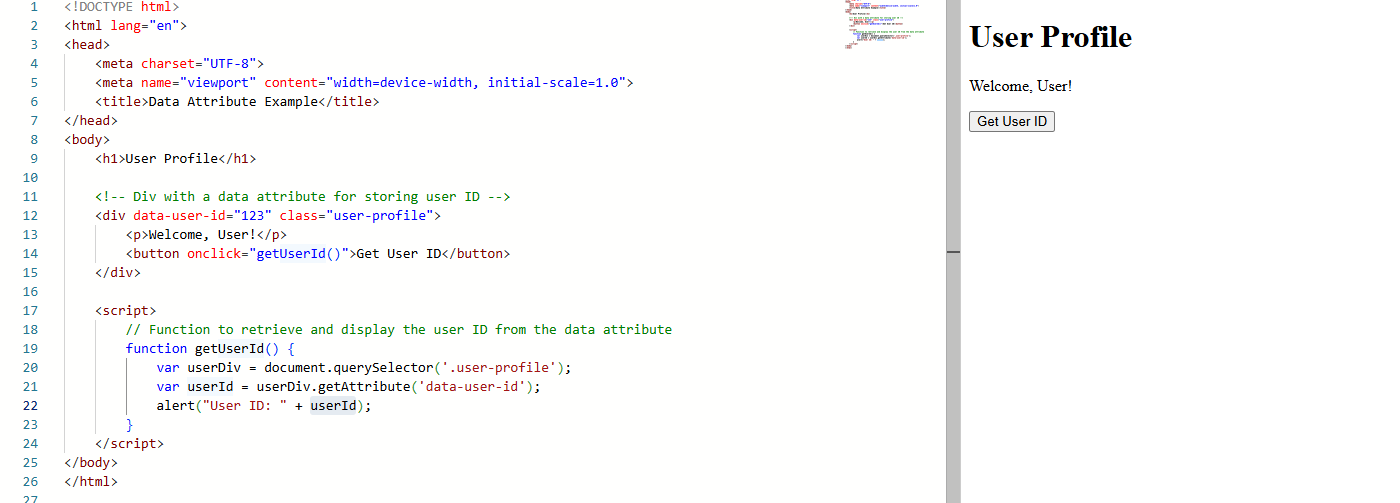 1 <!DOCTYPE html>
2 <html lang="en">
3 <head>
4     <meta charset="UTF-8">
5     <meta name="viewport" content="width=device-width, initial-scale=1.0">
6     <title>Data Attribute Example</title>
7 </head>
8 <body>
9     <h1>User Profile</h1>
10
11     <!-- Div with a data attribute for storing user ID -->
12     <div data-user-id="123" class="user-profile">
13         <p>Welcome, User!</p>
14         <button onclick="getUserId()">Get User ID</button>
15     </div>
16
17     <script>
18         // Function to retrieve and display the user ID from the data attribute
19         function getUserId() {
20             var userDiv = document.querySelector('.user-profile');
21             var userId = userDiv.getAttribute('data-user-id');
22             alert("User ID: " + userId);
23         }
24     </script>
25 </body>
26 </html>
27
User Profile
Welcome, User!
Get User ID